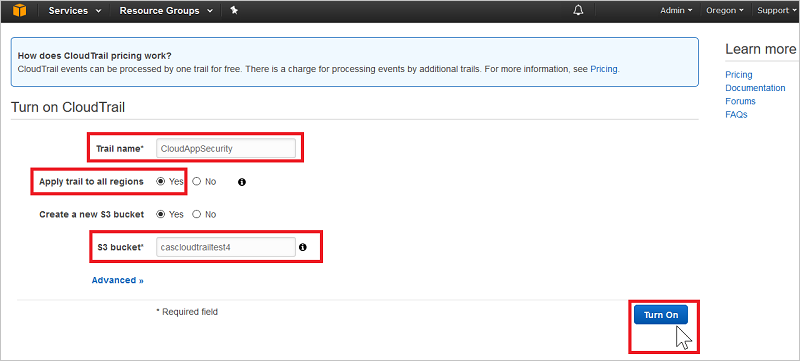 Services Resource Groups Admin Oregon Support
How does CloudTrail pricing work?
CloudTrail events can be processed by one trail for free. There is a charge for processing events by additional trails. For more information, see Pricing.
Learn more
Pricing
Documentation
Forums
FAQs
Turn on CloudTrail
Trail name* CloudAppSecurity
Apply trail to all regions Yes No
Create a new S3 bucket Yes No
S3 bucket* cascloudtrailtest4
Advanced »
* Required field
Turn On